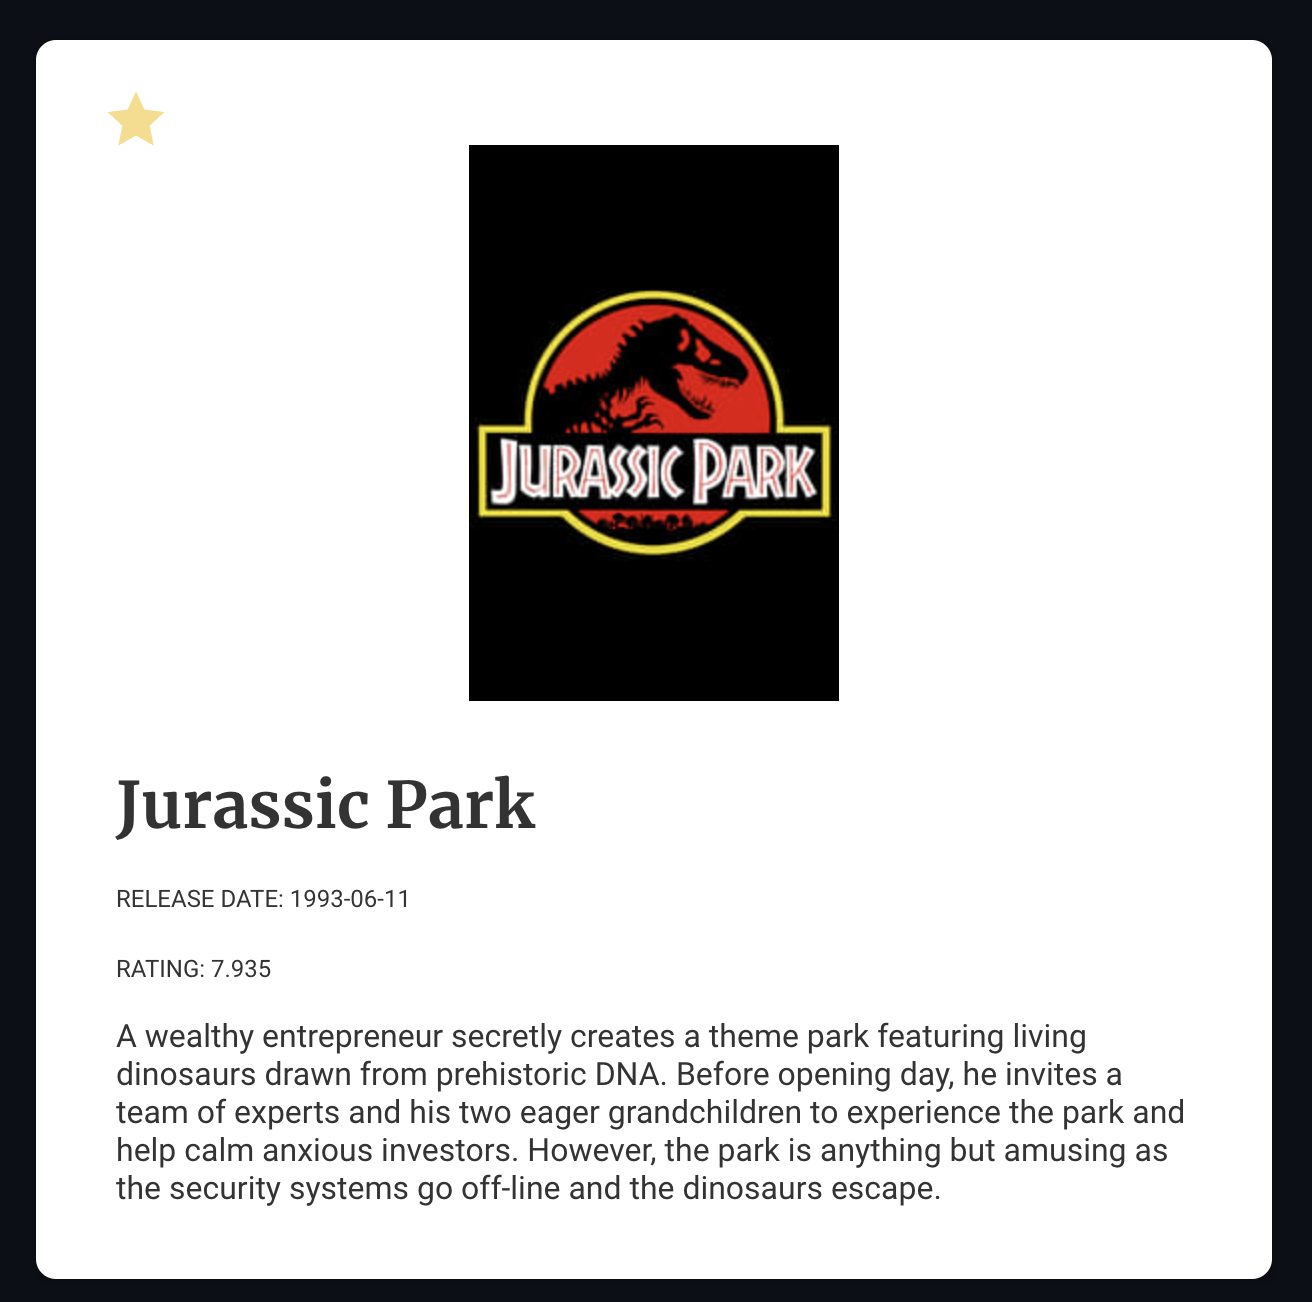 JURASSIC PARK
Jurassic Park
RELEASE DATE: 1993-06-11
RATING: 7.935
A wealthy entrepreneur secretly creates a theme park featuring living
dinosaurs drawn from prehistoric DNA. Before opening day, he invites a
team of experts and his two eager grandchildren to experience the park and
help calm anxious investors. However, the park is anything but amusing as
the security systems go off-line and the dinosaurs escape.